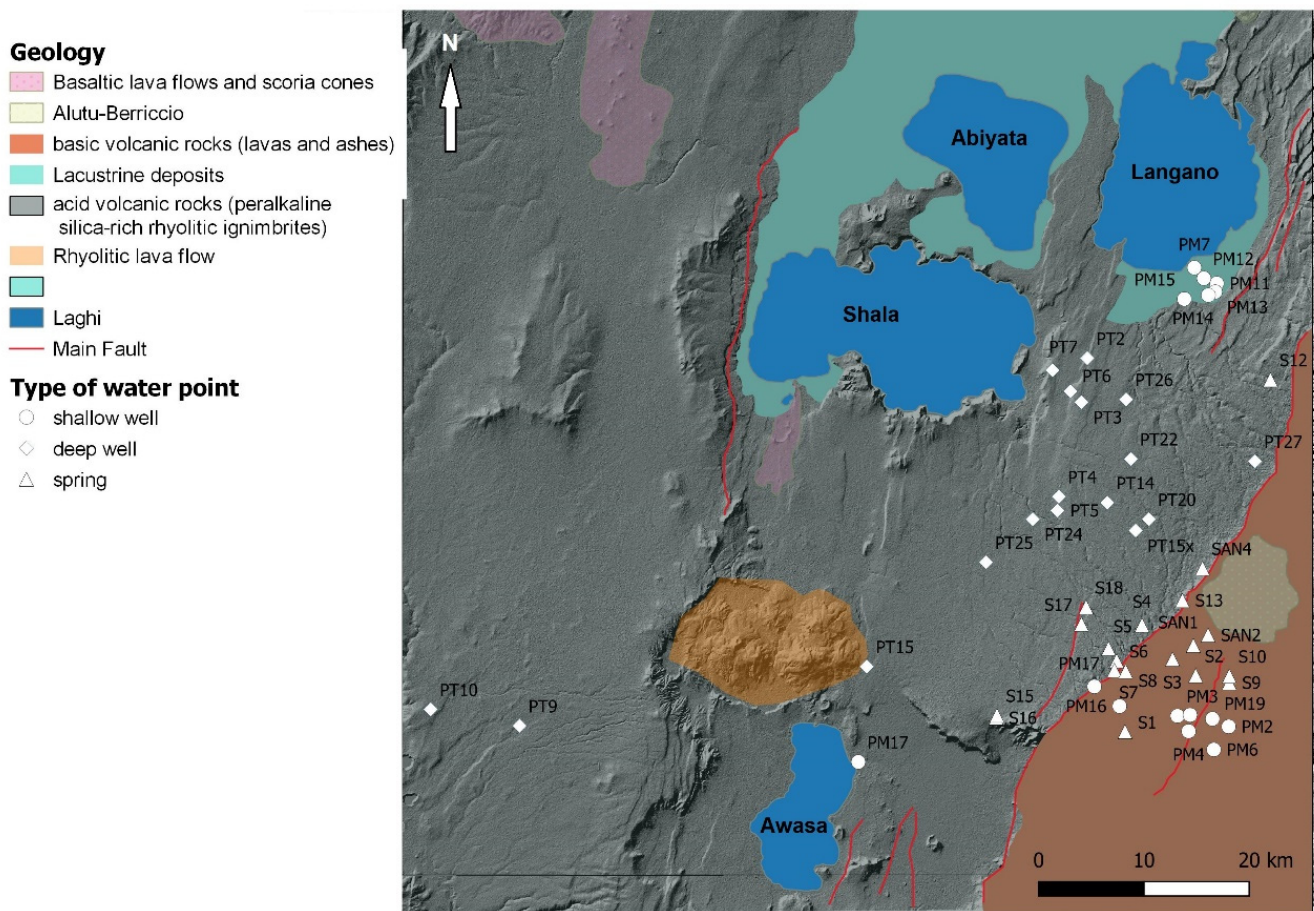 Geology
Basaltic lava flows and scoria cones
Alutu-Berriccio
basic volcanic rocks (lavas and ashes)
Lacustrine deposits
acid volcanic rocks (peralkaline
silica-rich rhyolitic ignimbrites)
Rhyolitic lava flow
Laghi
Main Fault
Type of water point
shallow well
deep well
spring
N
Abiyata
Langano
Shala
Awasa
PM7
PM12
PM15
PM11
PM14
PM13
PT7
PT2
PT6
PT26
PT3
S12
PT22
PT27
PT4
PT14
PT5
PT20
PT24
PT15x
PT25
SAN4
S18
S17
S4
S13
S5
SAN1
SAN2
S6
S2
S10
PM17
S8
S3
S9
S7
PM3
PM19
PM16
S1
PM2
PM4
PM6
S15
S16
PT15
PT10
PT9
PM17
0
10
20 km